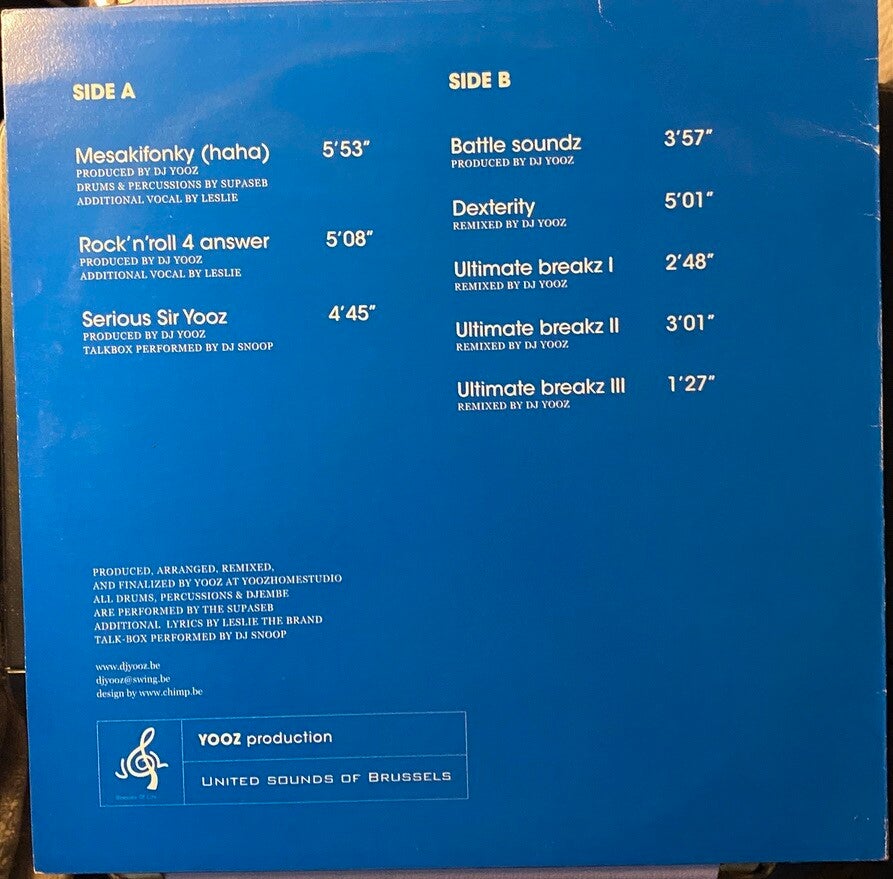 SIDE A
Mesakifonky (haha) 5'53"
PRODUCED BY DJ YOOZ
DRUMS & PERCUSSIONS BY SUPASEB
ADDITIONAL VOCAL BY LESLIE
Rock'n'roll 4 answer 5'08"
PRODUCED BY DJ YOOZ
ADDITIONAL VOCAL BY LESLIE
Serious Sir Yooz 4'45"
PRODUCED BY DJ YOOZ
TALKBOX PERFORMED BY DJ SNOOP
SIDE B
Battle soundz 3'57"
PRODUCED BY DJ YOOZ
Dexterity 5'01"
REMIXED BY DJ YOOZ
Ultimate breakz I 2'48"
REMIXED BY DJ YOOZ
Ultimate breakz II 3'01"
REMIXED BY DJ YOOZ
Ultimate breakz III 1'27"
REMIXED BY DJ YOOZ
PRODUCED, ARRANGED, REMIXED,
AND FINALIZED BY YOOZ AT YOOZHOMESTUDIO
ALL DRUMS, PERCUSSIONS & DJEMBE
ARE PERFORMED BY THE SUPASEB
ADDITIONAL LYRICS BY LESLIE THE BRAND
TALK-BOX PERFORMED BY DJ SNOOP
www.djyooz.be
djyooz@swing.be
design by www.chimp.be
YOOZ production
UNITED SOUNDS OF BRUSSELS